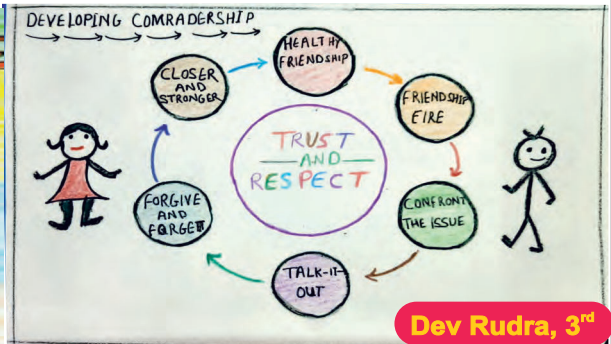 DEVELOPING COMRADERSHIP
HEALTHY
FRIENDSHIP
FRIENDSHIP
FIRE
CONFRONT
THE ISSUE
TALK-IT-
OUT
FORGIVE
AND
FORGET
CLOSER
AND
STRONGER
TRUST
AND
RESPECT
Dev Rudra, 3rd